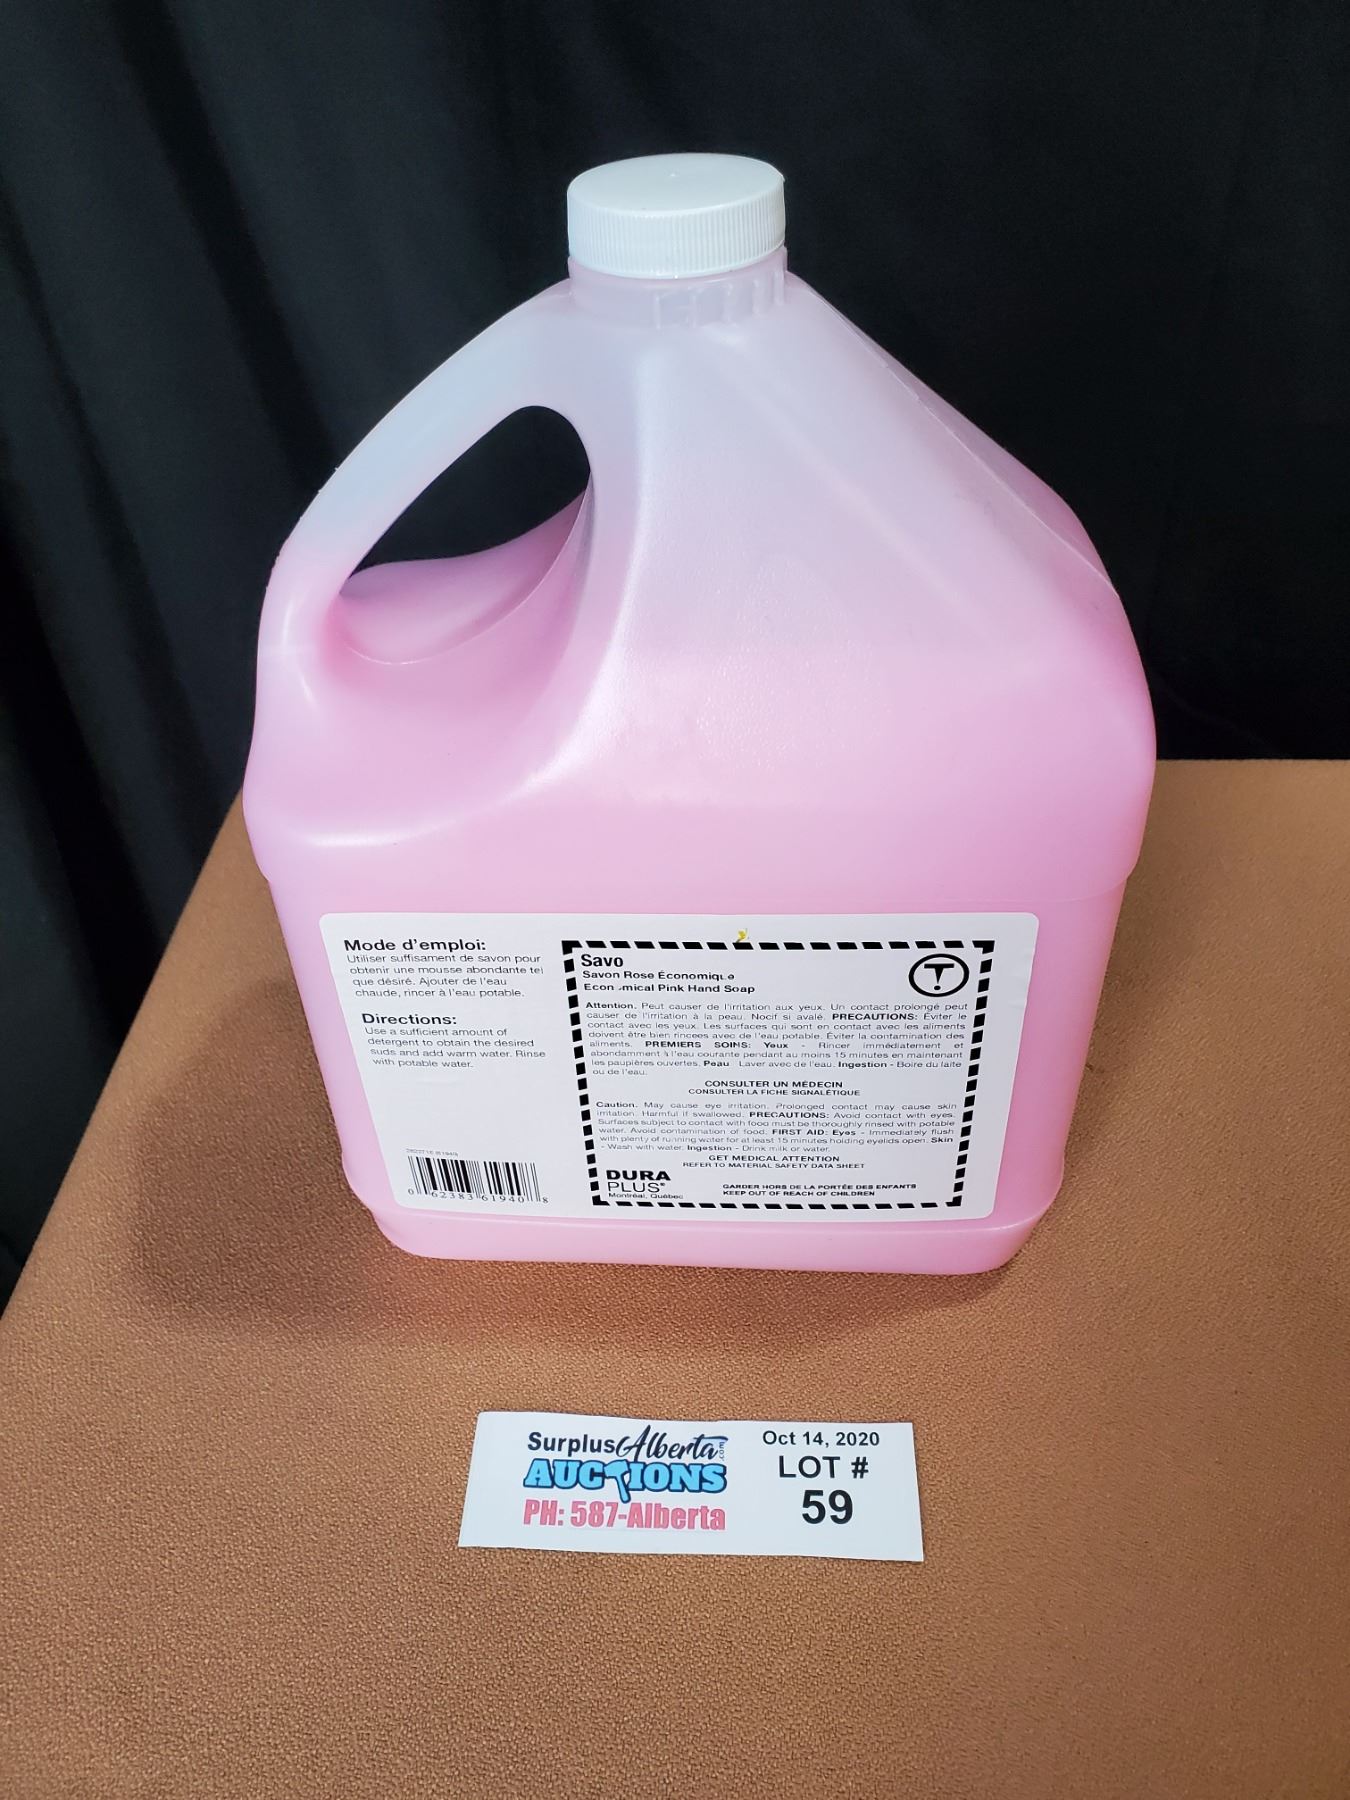 Mode d'emploi:
Utiliser suffisament de savon pour
obtenir une mousse abondante tel
que désiré. Ajouter de l'eau
chaude, rincer à l'eau potable.
Directions:
Use a sufficient amount of
detergent to obtain the desired
suds and add warm water. Rinse
with potable water.
0 62383 61940 8
Savo
Savon Rose Économique
Econ mical Pink Hand Soap
Attention. Peut causer de l'irritation aux yeux. Un contact prolongé peut
causer de l'irritation à la peau. Nocif si avalé. PRECAUTIONS: Éviter le
contact avec les yeux. Les surfaces qui sont en contact avec les aliments
doivent être bien rincées avec de l'eau potable. Éviter la contamination des
aliments. PREMIERS SOINS: Yeux - Rincer immédiatement et
abondamment à l'eau courante pendant au moins 15 minutes en maintenant
les paupières ouvertes. Peau Laver avec de l'eau. Ingestion - Boire du laite
ou de l'eau.
CONSULTER UN MÉDECIN
CONSULTER LA FICHE SIGNALÉTIQUE
Caution. May cause eye irritation. Prolonged contact may cause skin
irritation. Harmful if swallowed. PRECAUTIONS: Avoid contact with eyes.
Surfaces subject to contact with food must be thoroughly rinsed with potable
water. Avoid contamination of food. FIRST AID: Eyes - Immediately flush
with plenty of running water for at least 15 minutes holding eyelids open. Skin
- Wash with water. Ingestion - Drink milk or water.
GET MEDICAL ATTENTION
REFER TO MATERIAL SAFETY DATA SHEET
DURA
PLUS®
Montréal, Québec
GARDER HORS DE LA PORTÉE DES ENFANTS
KEEP OUT OF REACH OF CHILDREN
SurplusAlberta
AUCTIONS
PH: 587-Alberta
Oct 14, 2020
LOT #
59